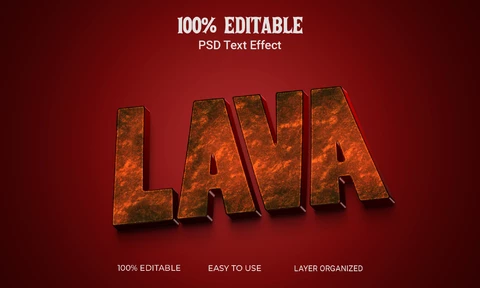 100% EDITABLE
PSD Text Effect
LAVA
100% EDITABLE EASY TO USE LAYER ORGANIZED